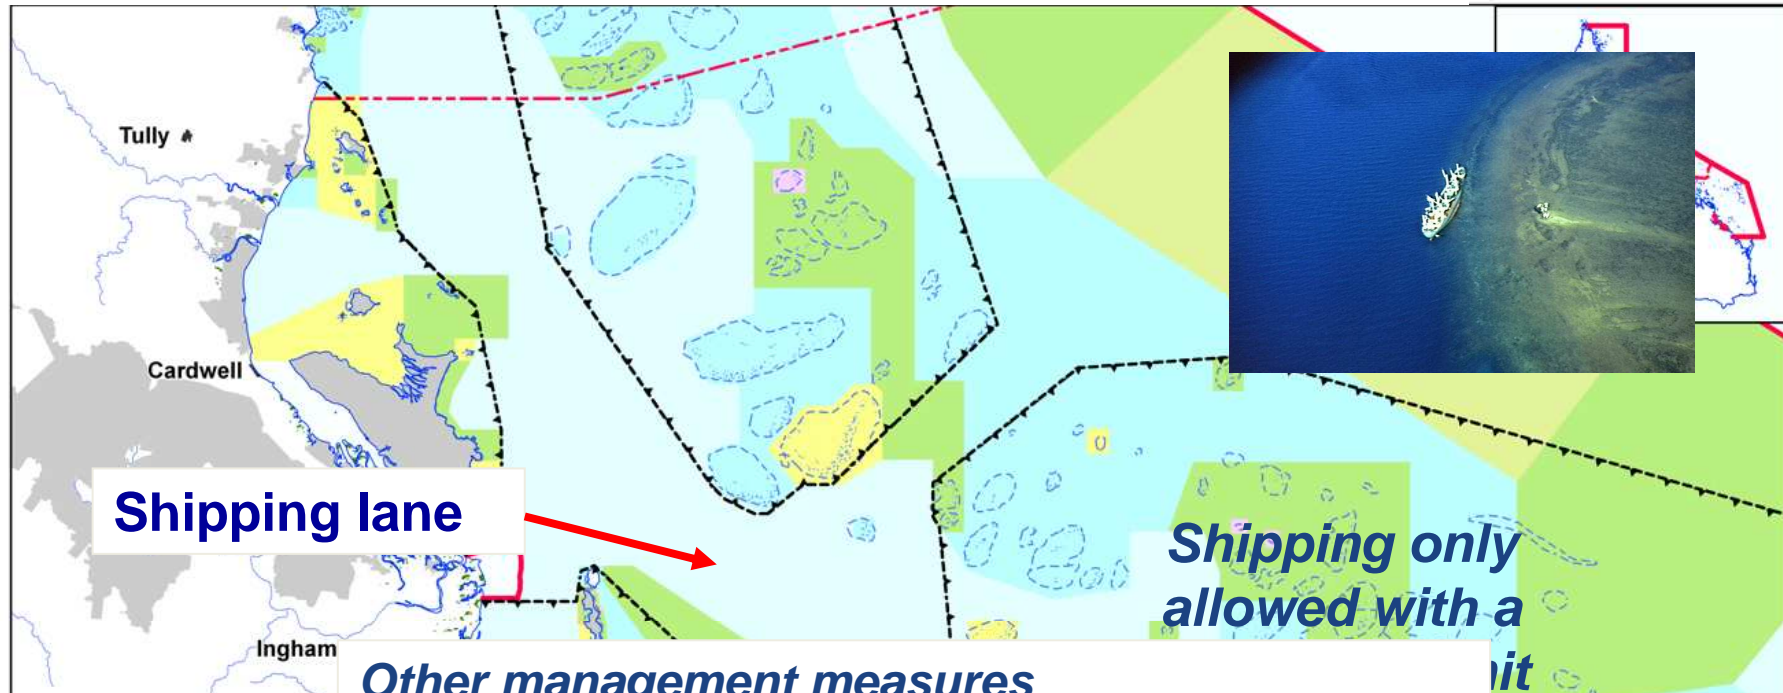 Tully
Cardwell
Shipping lane
Shipping only
allowed with a
Ingham
Other management measures